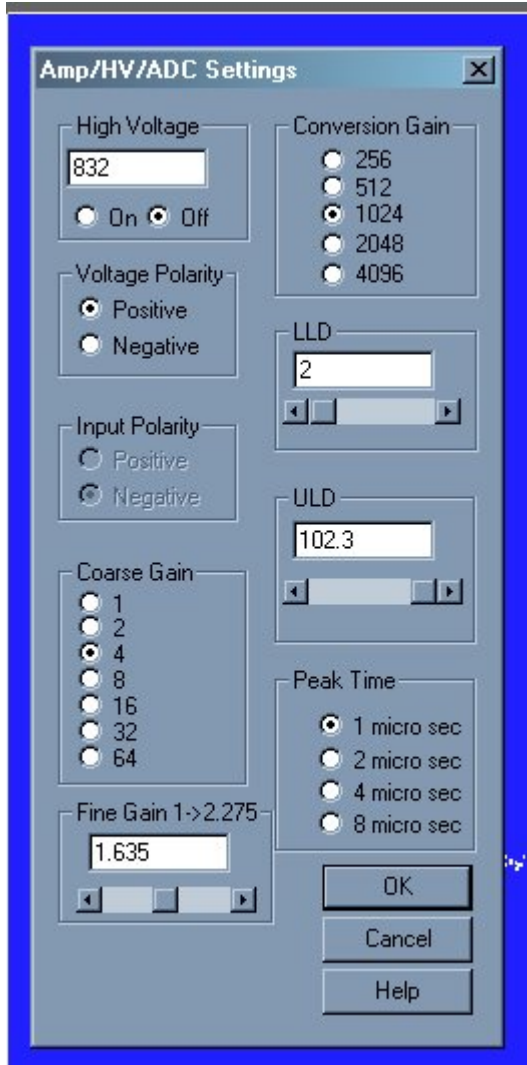 Amp/HV/ADC Settings
High Voltage
832
On Off
Voltage Polarity
Positive
Negative
Input Polarity
Positive
Negative
Coarse Gain
1
2
4
8
16
32
64
Fine Gain 1->2.275
1.635
Conversion Gain
256
512
1024
2048
4096
LLD
2
ULD
102.3
Peak Time
1 micro sec
2 micro sec
4 micro sec
8 micro sec
OK
Cancel
Help